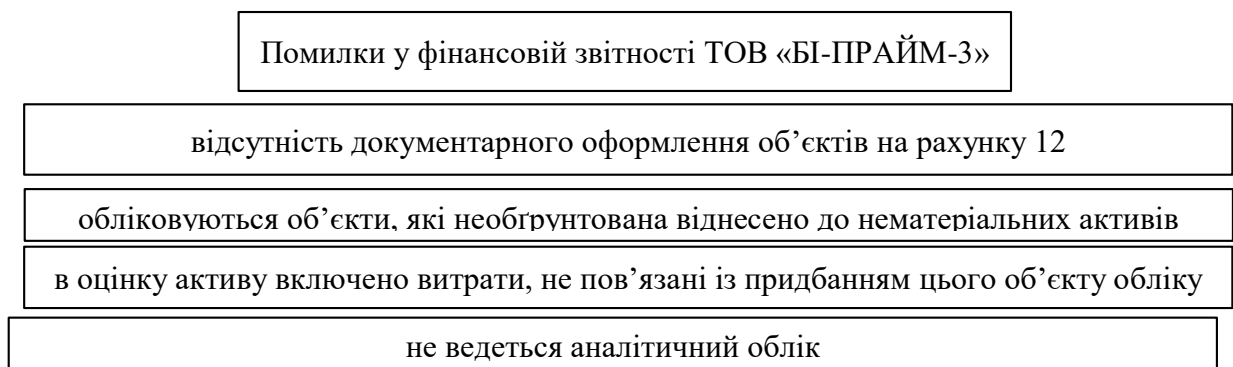 Помилки у фінансовій звітності ТОВ «БІ-ПРАЙМ-3»
відсутність документарного оформлення об’єктів на рахунку 12
обліковуються об’єкти, які необґрунтована віднесено до нематеріальних активів
в оцінку активу включено витрати, не пов’язані із придбанням цього об’єкту обліку
не ведеться аналітичний облік